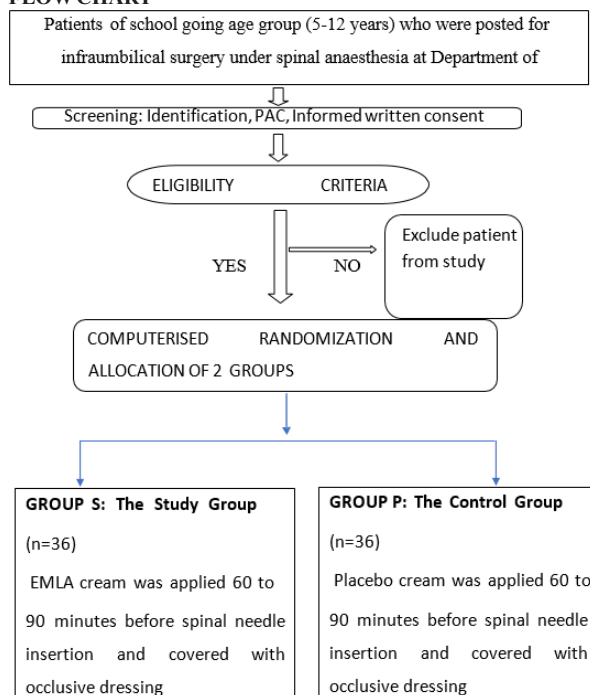 FLOW CHART
Patients of school going age group (5-12 years) who were posted for
infraumbilical surgery under spinal anaesthesia at Department of
Screening: Identification, PAC, Informed written consent
ELIGIBILITY CRITERIA
YES
NO
Exclude patient
from study
COMPUTERISED RANDOMIZATION AND
ALLOCATION OF 2 GROUPS
GROUP S: The Study Group
(n=36)
EMLA cream was applied 60 to
90 minutes before spinal needle
insertion and covered with
occlusive dressing
GROUP P: The Control Group
(n=36)
Placebo cream was applied 60 to
90 minutes before spinal needle
insertion and covered with
occlusive dressing